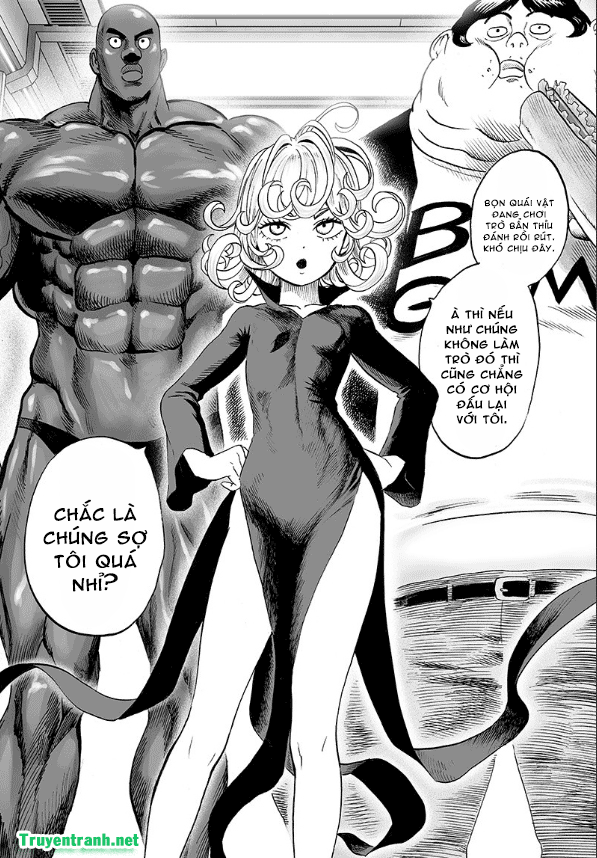 BỌN QUÁI VẬT
ĐANG CHƠI
TRÒ BẨN THỈU
ĐÁNH RỒI RÚT.
KHÓ CHỊU ĐÂY.
À THÌ NẾU
NHƯ CHÚNG
KHÔNG LÀM
TRÒ ĐÓ THÌ
CŨNG CHẲNG
CÓ CƠ HỘI
ĐẤU LẠI
VỚI TÔI.
CHẮC LÀ
CHÚNG SỢ
TÔI QUÁ
NHỈ?
Truyentranh.net